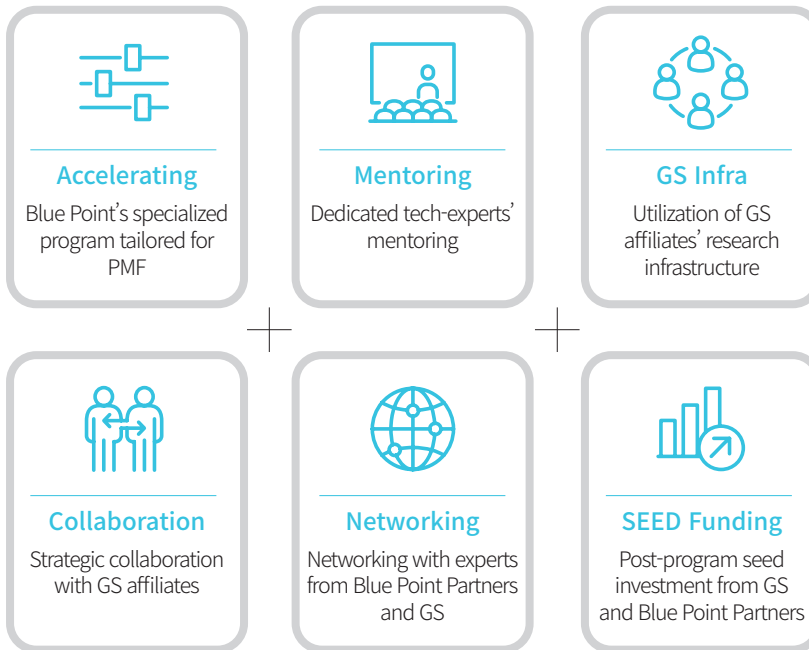 Accelerating
Blue Point’s specialized
program tailored for
PMF
Mentoring
Dedicated tech-experts’
mentoring
GS Infra
Utilization of GS
affiliates’ research
infrastructure
Collaboration
Strategic collaboration
with GS affiliates
Networking
Networking with experts
from Blue Point Partners
and GS
SEED Funding
Post-program seed
investment from GS
and Blue Point Partners